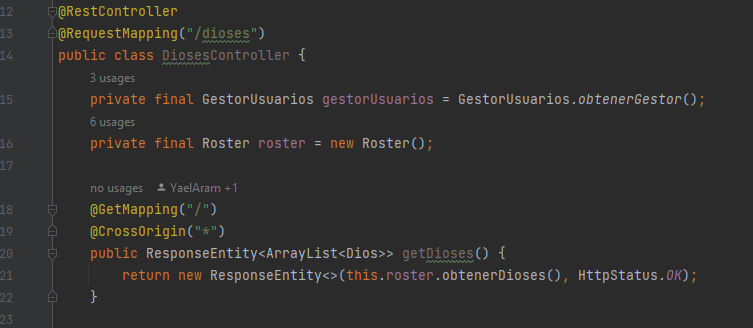 12 @RestController
13 @RequestMapping("/dioses")
14 public class DiosesController {
3 usages
15 private final GestorUsuarios gestorUsuarios = GestorUsuarios.obtenerGestor();
6 usages
16 private final Roster roster = new Roster();
17
no usages YaelAram +1
18 @GetMapping("/")
19 @CrossOrigin("*")
20 public ResponseEntity<ArrayList<Dios>> getDioses() {
21 return new ResponseEntity<>(this.roster.obtenerDioses(), HttpStatus.OK);
22 }
23